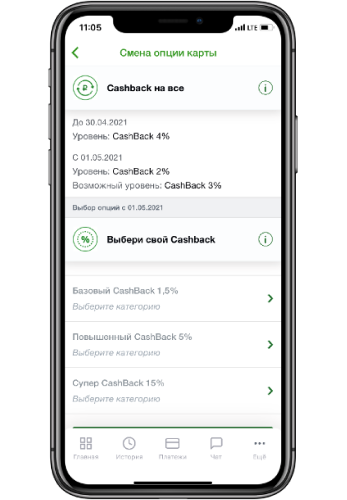 11:05
LTE
Смена опции карты
Cashback на все
До 30.04.2021
Уровень: CashBack 4%
С 01.05.2021
Уровень: CashBack 2%
Возможный уровень: CashBack 3%
Выбор опций с 01.05.2021
%
Выбери свой Cashback
Базовый CashBack 1,5%
Выберите категорию
Повышенный CashBack 5%
Выберите категорию
Супер CashBack 15%
Выберите категорию
Главная История Платежи Чат Ещё